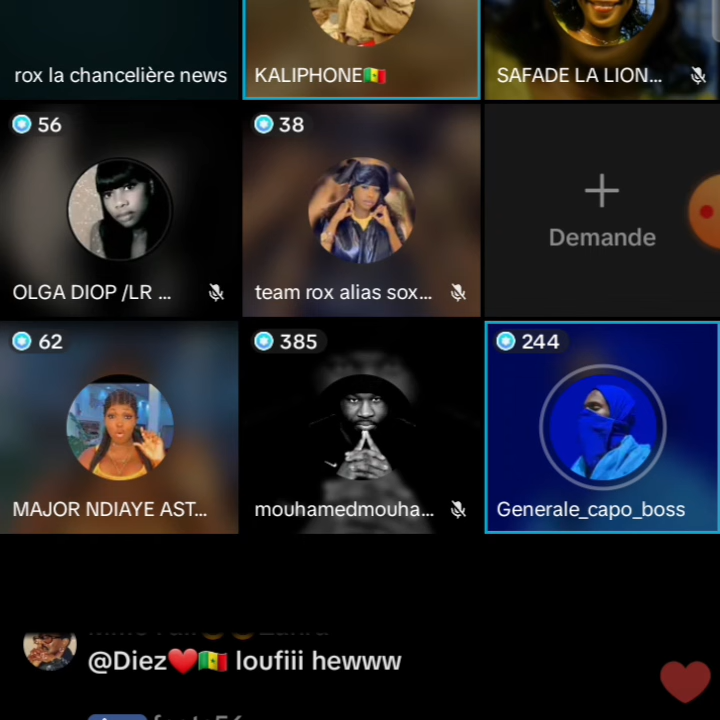 rox la chancelière news
KALIPHONE🇸🇳
SAFADE LA LION...
56
38
OLGA DIOP /LR ...
team rox alias sox...
Demande
62
385
244
MAJOR NDIAYE AST...
mouhamedmouha...
Generale_capo_boss
@Diez❤️🇸🇳 loufiii hewww